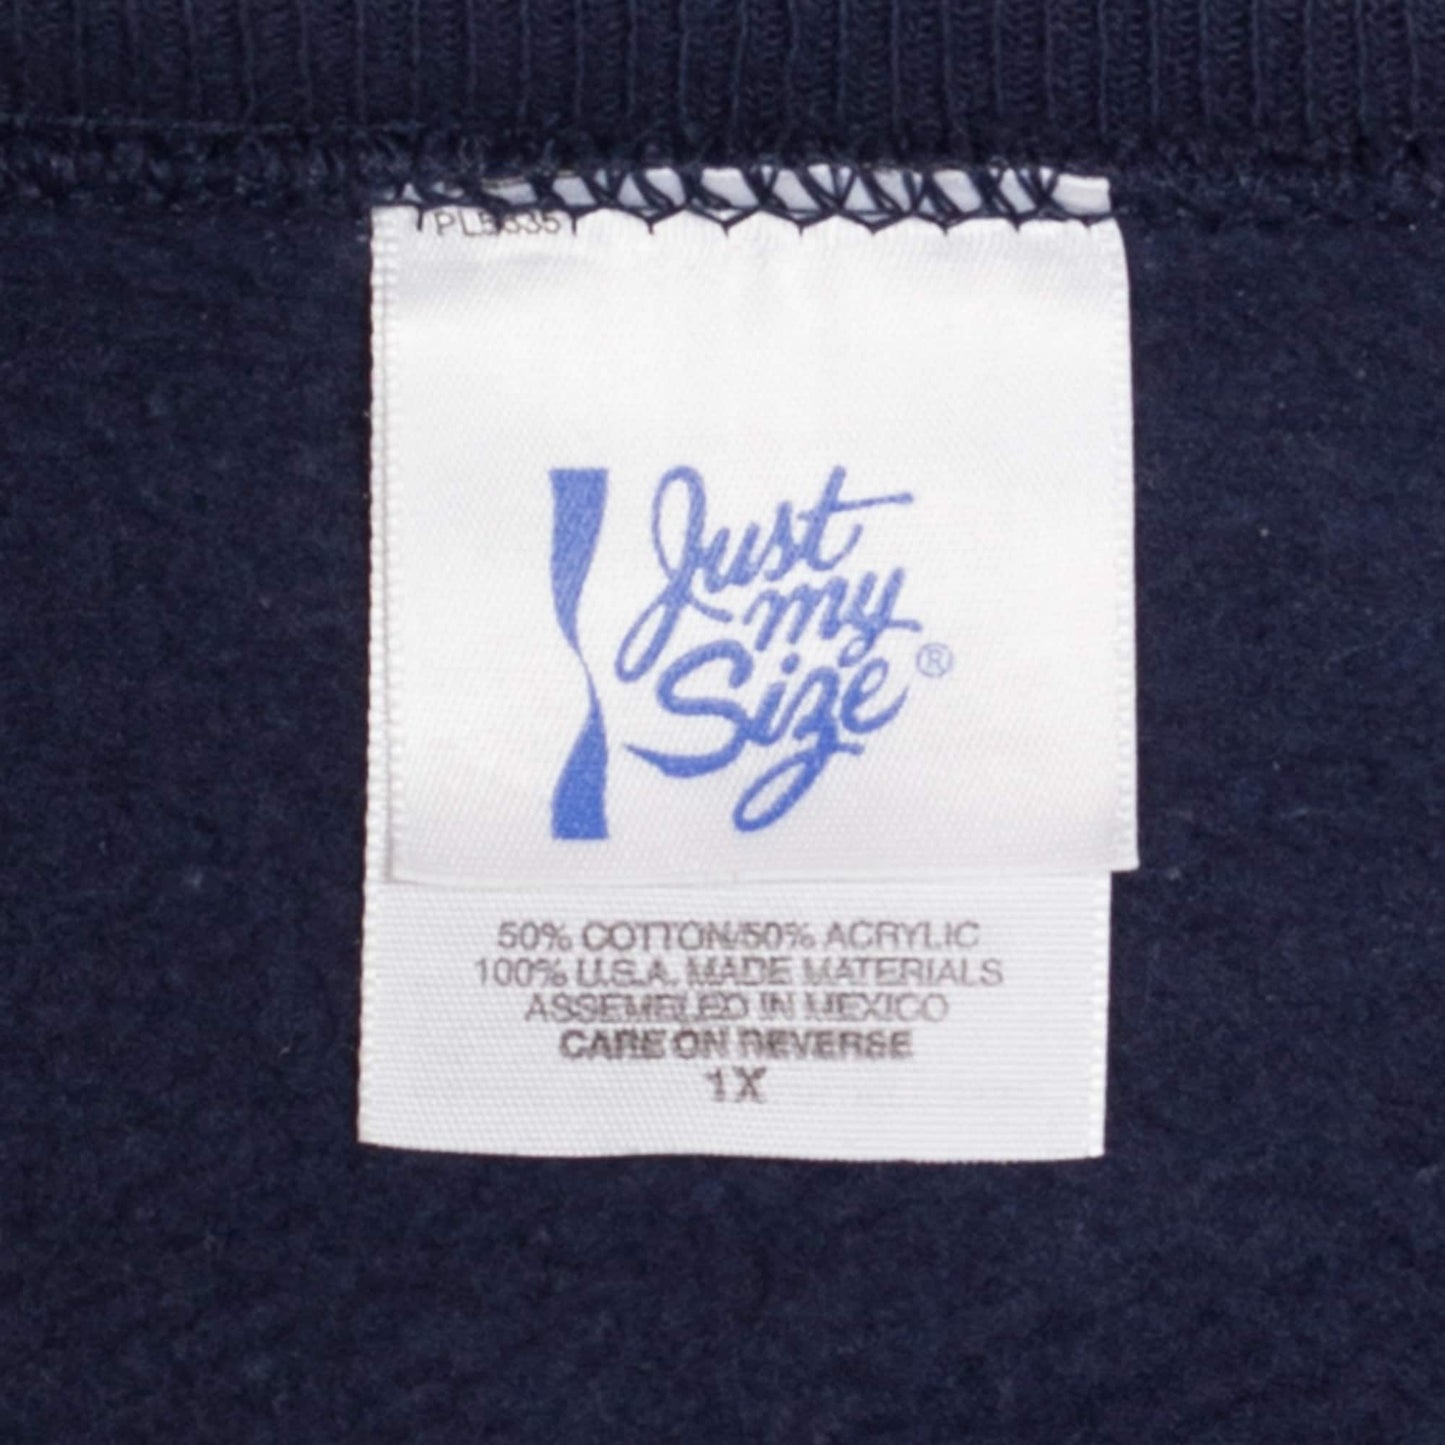 Just
my
Size®
50% COTTON/50% ACRYLIC
100% U.S.A. MADE MATERIALS
ASSEMBLED IN MEXICO
CARE ON REVERSE
1X